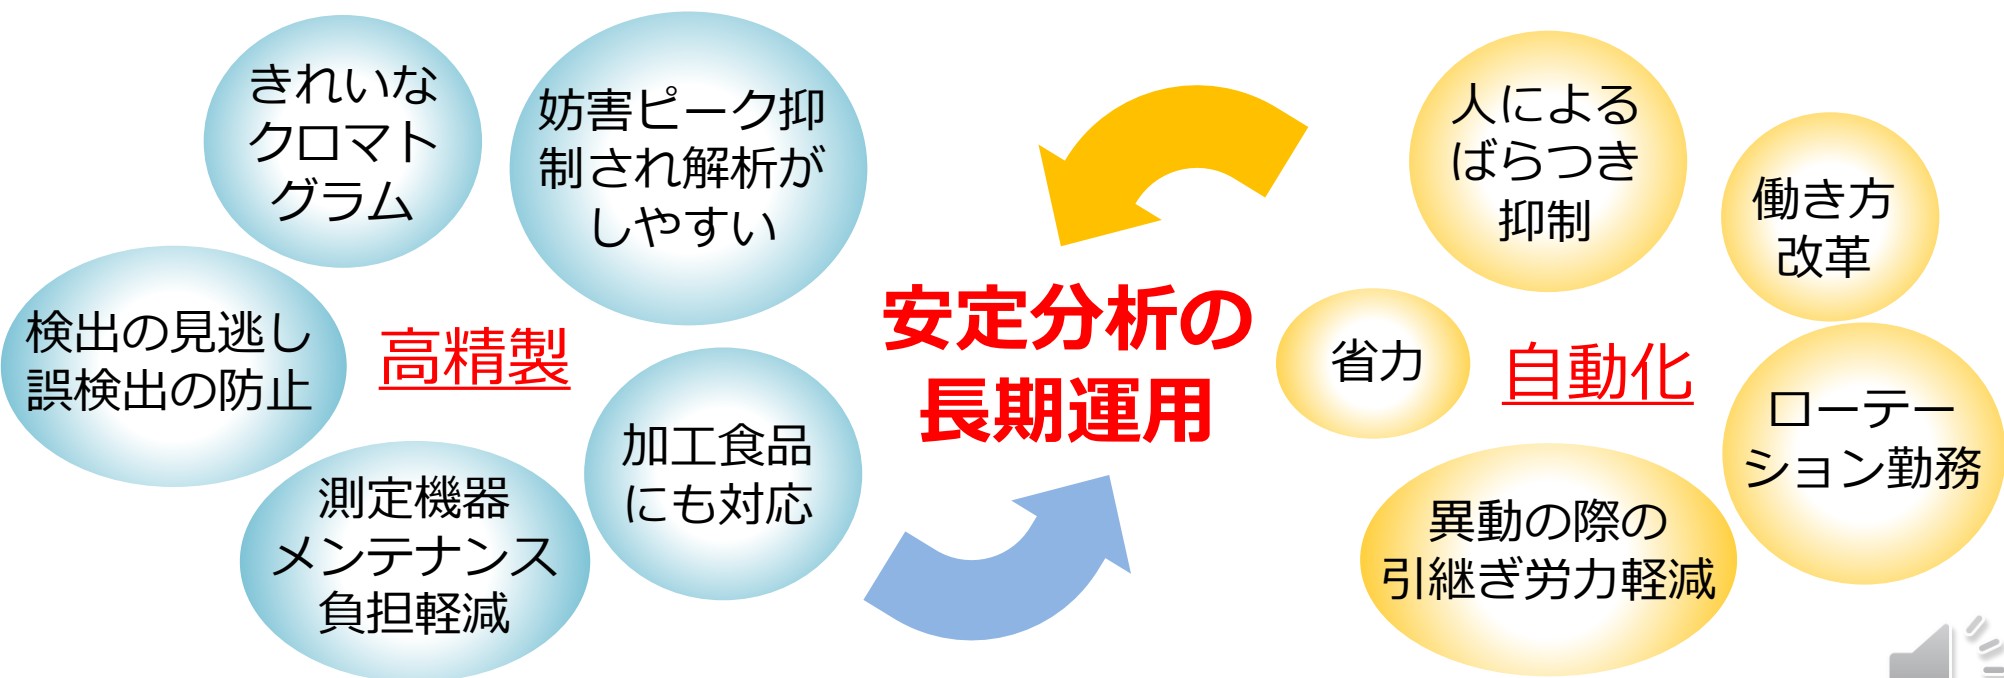 きれいな
クロマト
グラム
妨害ピーク抑
制され解析が
しやすい
検出の見逃し
誤検出の防止
高精製
加工食品
にも対応
測定機器
メンテナンス
負担軽減
安定分析の
長期運用
人による
ばらつき
抑制
働き方
改革
省力
自動化
ローテー
ション勤務
異動の際の
引継ぎ労力軽減